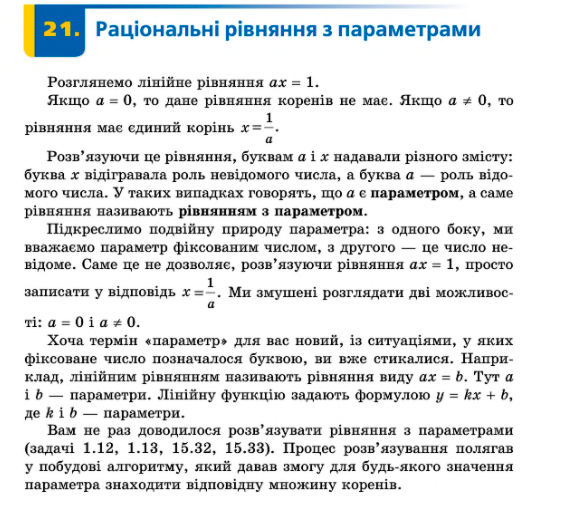 21. Раціональні рівняння з параметрами
Розглянемо лінійне рівняння ax = 1.
Якщо a = 0, то дане рівняння коренів не має. Якщо a ≠ 0, то
рівняння має єдиний корінь x = 1/a.
Розв'язуючи це рівняння, буквам a і x надавали різного змісту:
буква x відігравала роль невідомого числа, а буква a — роль відо-
мого числа. У таких випадках говорять, що a є параметром, а саме
рівняння називають рівнянням з параметром.
Підкреслимо подвійну природу параметра: з одного боку, ми
вважаємо параметр фіксованим числом, з другого — це число не-
відоме. Саме це не дозволяє, розв'язуючи рівняння ax = 1, просто
записати у відповідь x = 1/a. Ми змушені розглядати дві можливос-
ті: a = 0 і a ≠ 0.
Хоча термін «параметр» для вас новий, із ситуаціями, у яких
фіксоване число позначалося буквою, ви вже стикалися. Напри-
клад, лінійним рівнянням називають рівняння виду ax = b. Тут a
і b — параметри. Лінійну функцію задають формулою y = kx + b,
де k і b — параметри.
Вам не раз доводилося розв'язувати рівняння з параметрами
(задачі 1.12, 1.13, 15.32, 15.33). Процес розв'язування полягав
у побудові алгоритму, який давав змогу для будь-якого значення
параметра знаходити відповідну множину коренів.